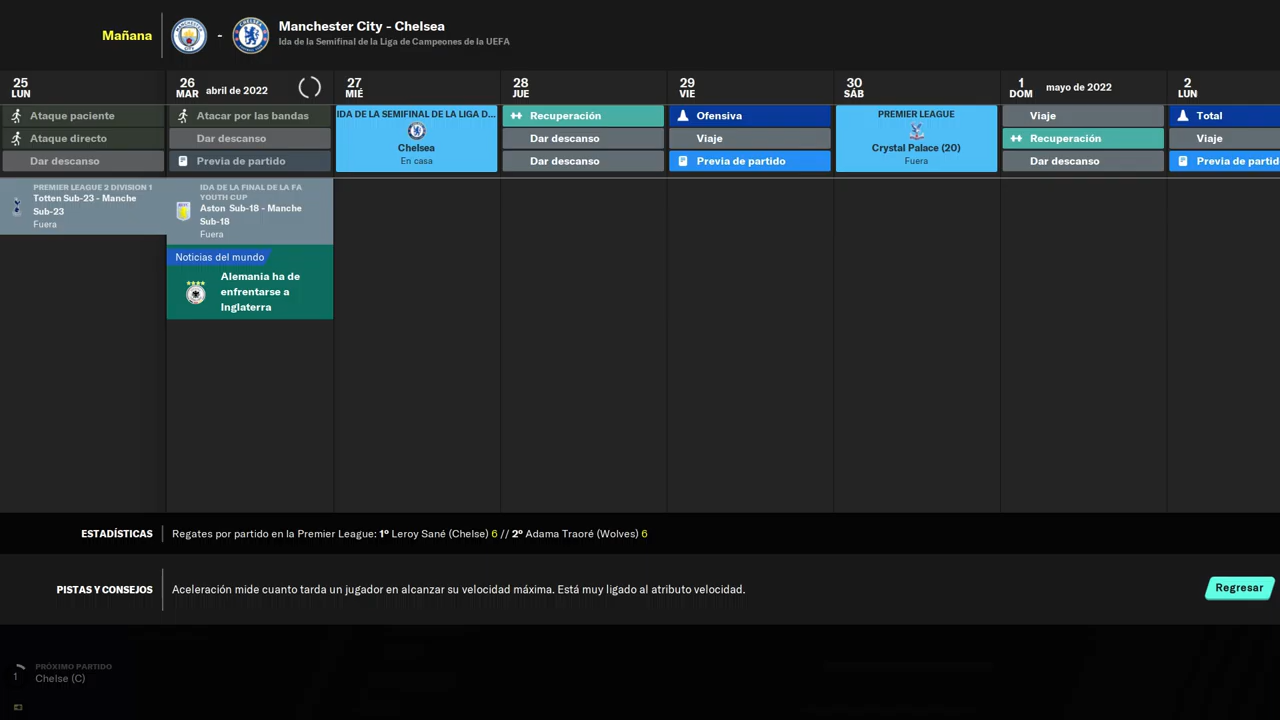 Mañana
-
Manchester City - Chelsea
Ida de la Semifinal de la Liga de Campeones de la UEFA
25
LUN
26
MAR abril de 2022
27
MIÉ
28
JUE
29
VIE
30
SÁB
1
DOM mayo de 2022
2
LUN
Ataque paciente
Ataque directo
Dar descanso
Atacar por las bandas
Dar descanso
Previa de partido
IDA DE LA SEMIFINAL DE LA LIGA D...
Chelsea
En casa
Recuperación
Dar descanso
Dar descanso
Ofensiva
Viaje
Previa de partido
PREMIER LEAGUE
Crystal Palace (20)
Fuera
Viaje
Recuperación
Dar descanso
Total
Viaje
Previa de partid
PREMIER LEAGUE 2 DIVISION 1
Totten Sub-23 - Manche
Sub-23
Fuera
IDA DE LA FINAL DE LA FA
YOUTH CUP
Aston Sub-18 - Manche
Sub-18
Fuera
Noticias del mundo
Alemania ha de
enfrentarse a
Inglaterra
ESTADÍSTICAS
Regates por partido en la Premier League: 1º Leroy Sané (Chelse) 6 // 2º Adama Traoré (Wolves) 6
PISTAS Y CONSEJOS
Aceleración mide cuanto tarda un jugador en alcanzar su velocidad máxima. Está muy ligado al atributo velocidad.
Regresar
1
PRÓXIMO PARTIDO
Chelse (C)